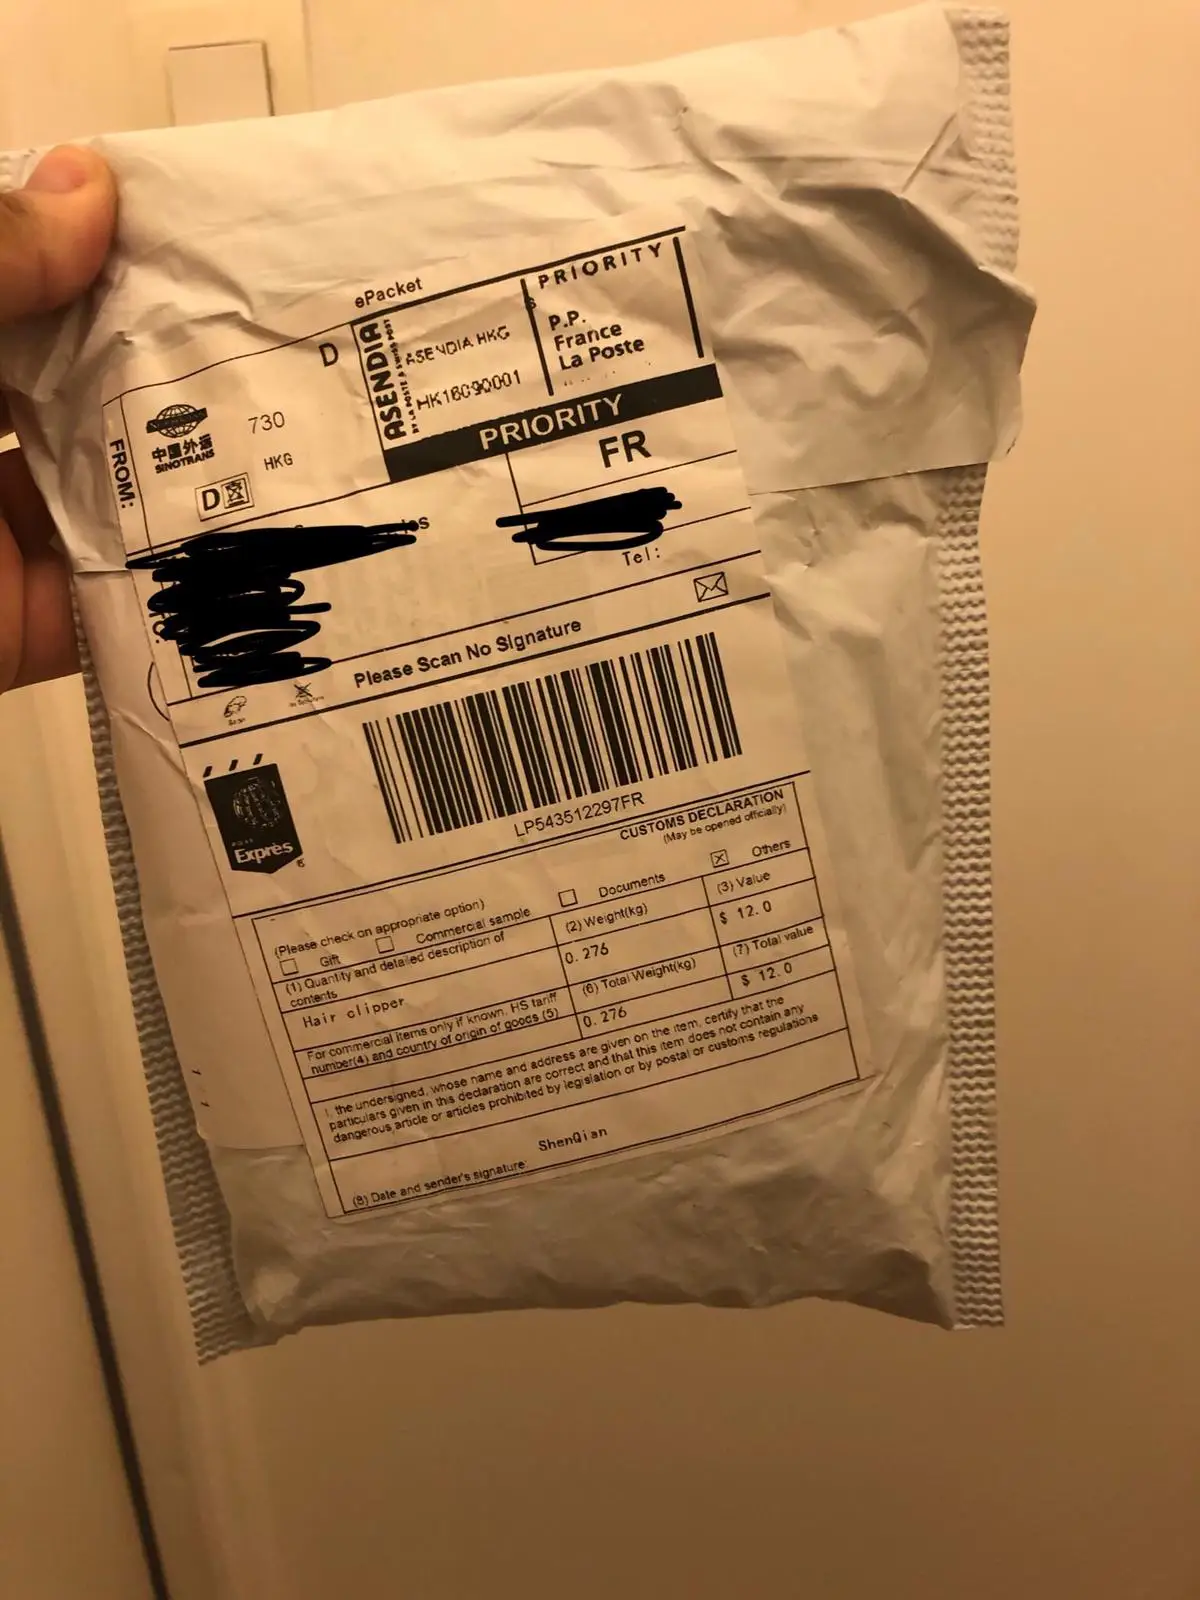 ePacket
D
FROM:
中国外运
SINOTRANS
730
HKG
D
ASENDIA
BY LA POSTE & SWISS POST
ASENDIA HKG
HK16090001
PRIORITY
P.P.
France
La Poste
PRIORITY
FR
Tel:
Please Scan No Signature
Scan
Exprès
LP543512297FR
CUSTOMS DECLARATION
(May be opened officially)
(Please check on appropriate option)
Gift
Commercial sample
Documents
Others
(1) Quantity and detailed description of
contents
(2) Weight(kg)
(3) Value
Hair clipper
0.276
$ 12.0
For commercial items only if known, HS tariff
number(4) and country of origin of goods (5)
(6) Total Weight(kg)
(7) Total value
0.276
$ 12.0
I, the undersigned, whose name and address are given on the item, certify that the
particulars given in this declaration are correct and that this item does not contain any
dangerous article or articles prohibited by legislation or by postal or customs regulations
(8) Date and sender's signature:
ShenQian